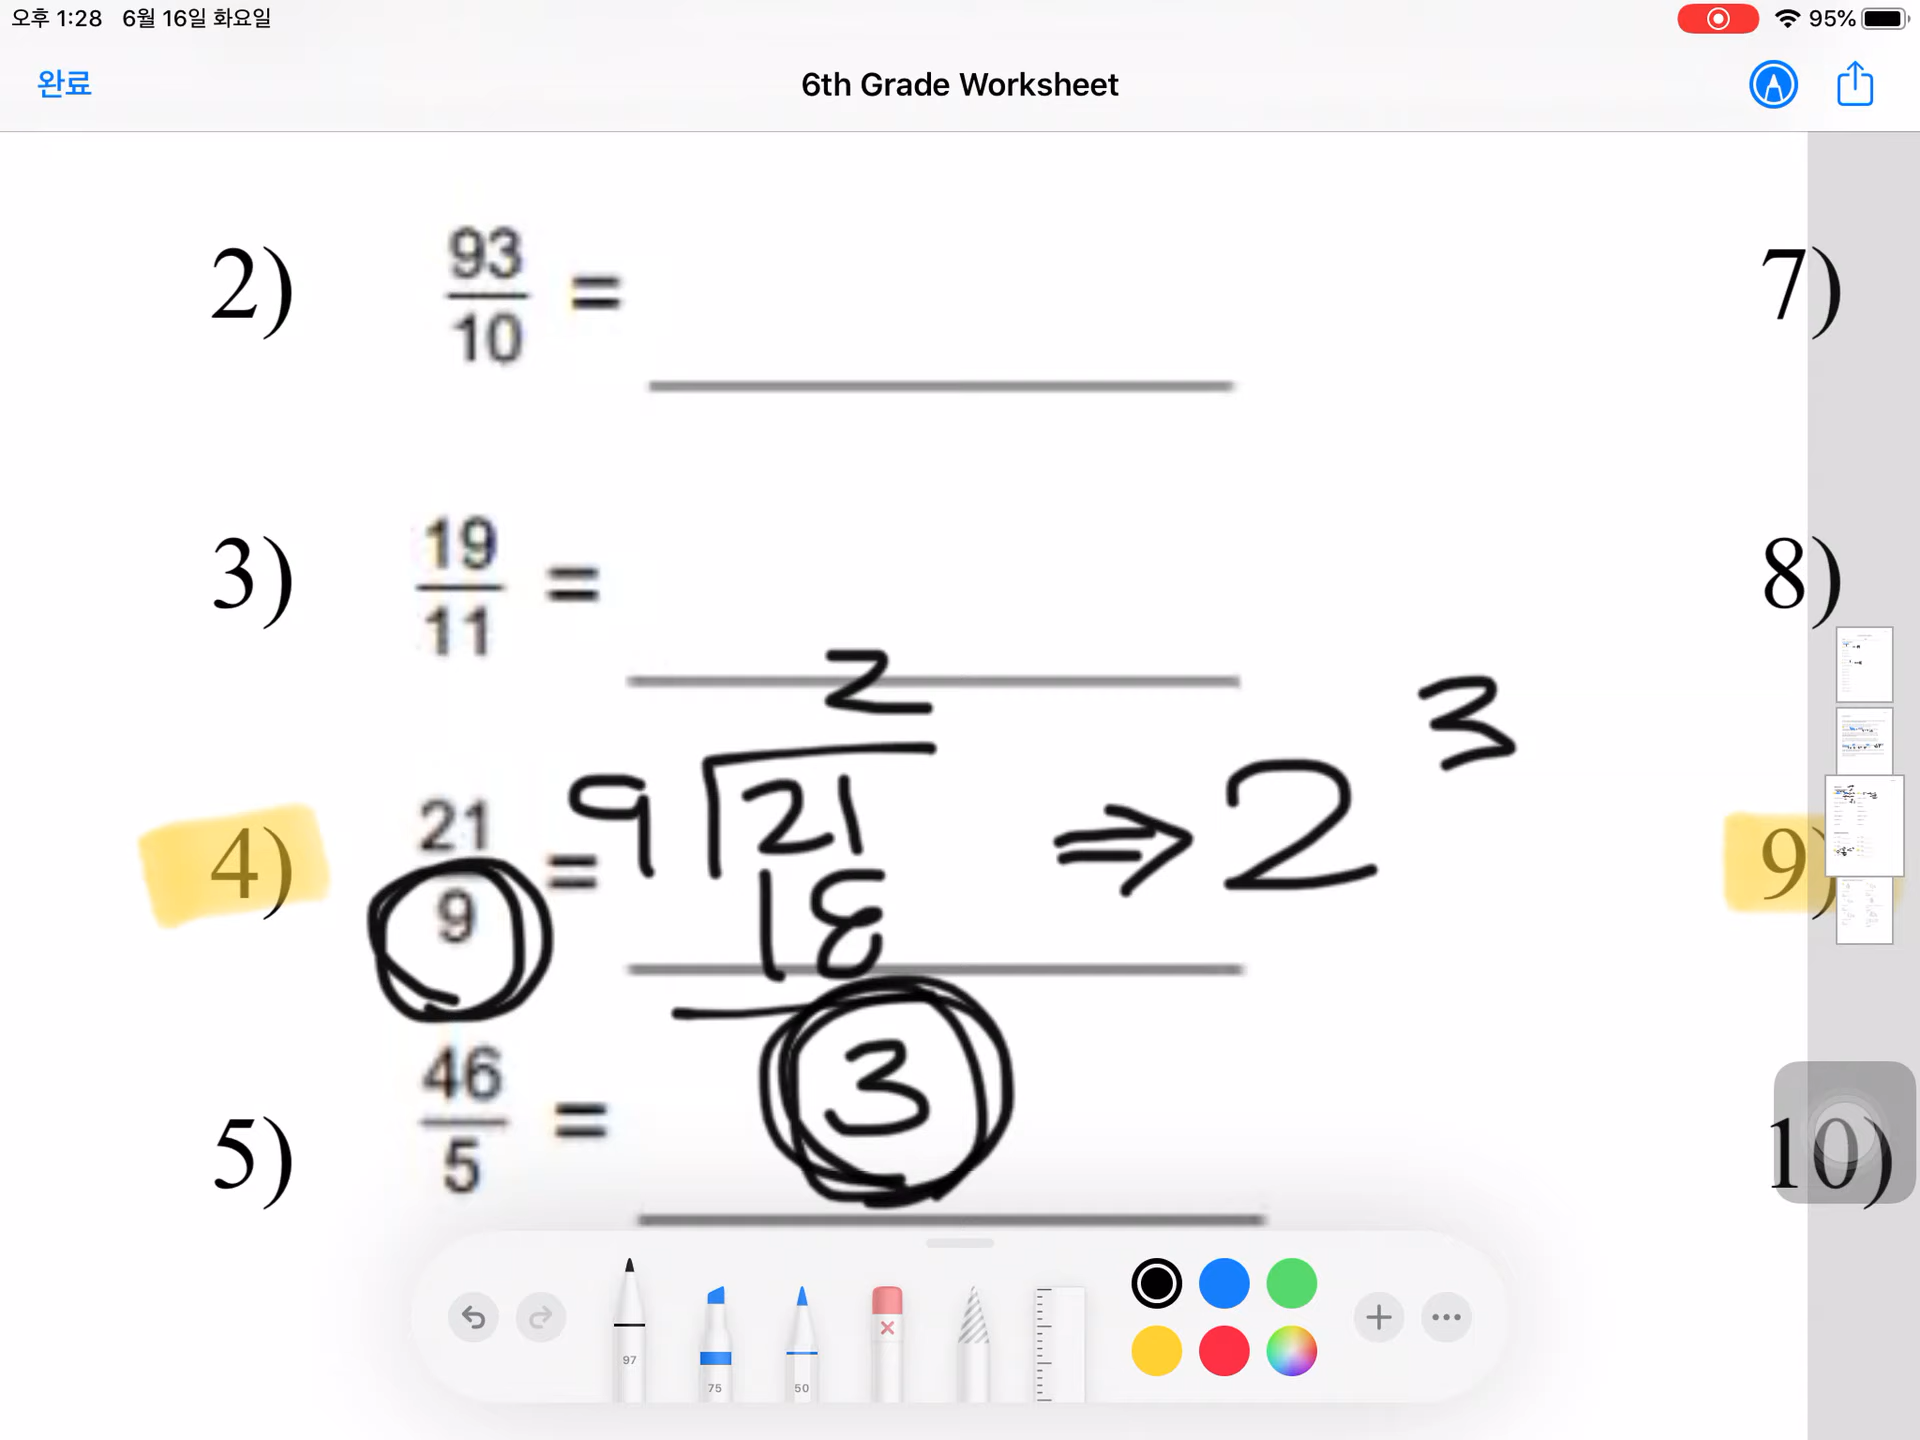 오후 1:28 6월 16일 화요일
95%
완료
6th Grade Worksheet
2) 93/10 =
7)
3) 19/11 =
8)
2
3
4) 21/9 = 9 21 ⇒ 2
9)
18
3
5) 46/5 =
10)
97 75 50